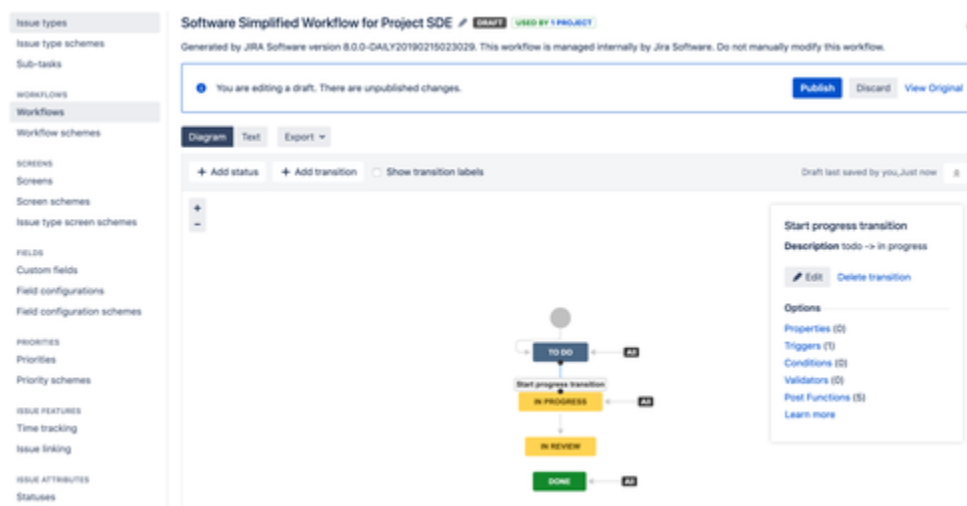 Issue types
Issue type schemes
Sub-tasks
WORKFLOWS
Workflows
Workflow schemes
SCREENS
Screens
Screen schemes
Issue type screen schemes
FIELDS
Custom fields
Field configurations
Field configuration schemes
PRIORITIES
Priorities
Priority schemes
ISSUE FEATURES
Time tracking
Issue linking
ISSUE ATTRIBUTES
Statuses
Software Simplified Workflow for Project SDE DRAFT USED BY 1 PROJECT
Generated by JIRA Software version 8.0.0-DAILY20190215023029. This workflow is managed internally by Jira Software. Do not manually modify this workflow.
You are editing a draft. There are unpublished changes. Publish Discard View Original
Diagram Text Export
+ Add status + Add transition Show transition labels Draft last saved by you,Just now
+
−
TO DO All
Start progress transition
IN PROGRESS All
IN REVIEW
DONE All
Start progress transition
Description todo -> in progress
Edit Delete transition
Options
Properties (0)
Triggers (1)
Conditions (0)
Validators (0)
Post Functions (5)
Learn more